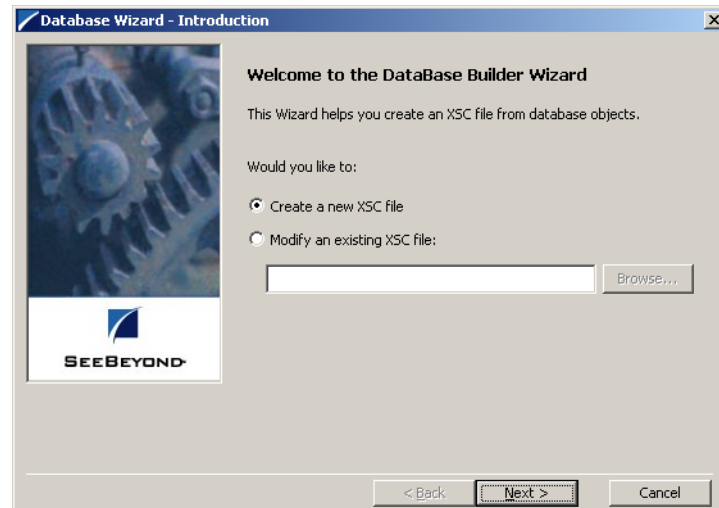 Database Wizard - Introduction
Welcome to the DataBase Builder Wizard
This Wizard helps you create an XSC file from database objects.
Would you like to:
Create a new XSC file
Modify an existing XSC file:
Browse...
SEEBEYOND
< Back
Next >
Cancel